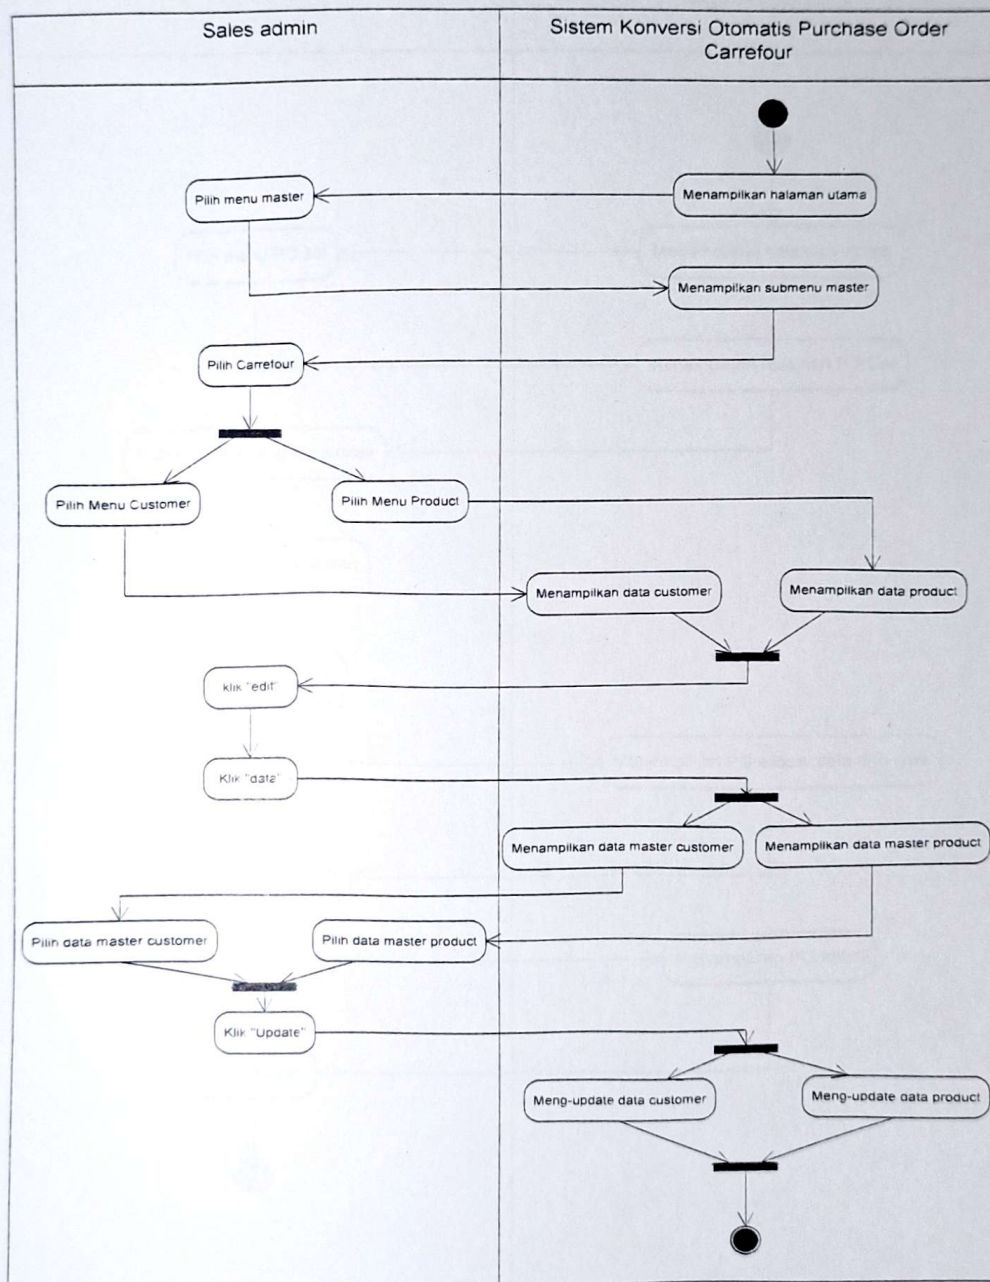 Sales admin
Sistem Konversi Otomatis Purchase Order
Carrefour
Menampilkan halaman utama
Pilih menu master
Menampilkan submenu master
Pilih Carrefour
Pilih Menu Customer
Pilih Menu Product
Menampilkan data customer
Menampilkan data product
klik "edit"
Klik "data"
Menampilkan data master customer
Menampilkan data master product
Pilih data master customer
Pilih data master product
Klik "Update"
Meng-update data customer
Meng-update data product